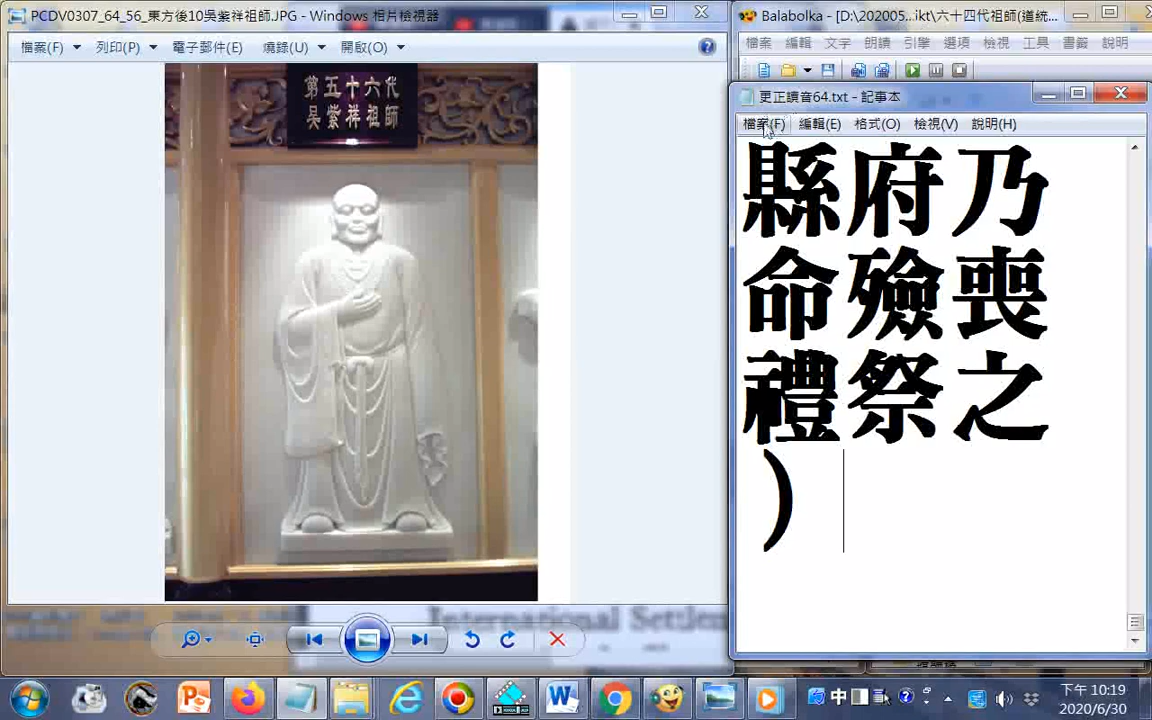 PCDV0307_64_56_東方後10吳紫祥祖師.JPG - Windows 相片檢視器
檔案(F) 列印(P) 電子郵件(E) 燒錄(U) 開啟(O)
第五十六代
吳紫祥祖師
International Settle
Balabolka - [D:\202005...ikt\六十四代祖師(道統...
檔案 編輯 文字 朗讀 引擎 選項 檢視 工具 書籤 說明
更正讀音64.txt - 記事本
檔案(F) 編輯(E) 格式(O) 檢視(V) 說明(H)
縣府乃
命殮喪
禮祭之
)
中
下午 10:19
2020/6/30